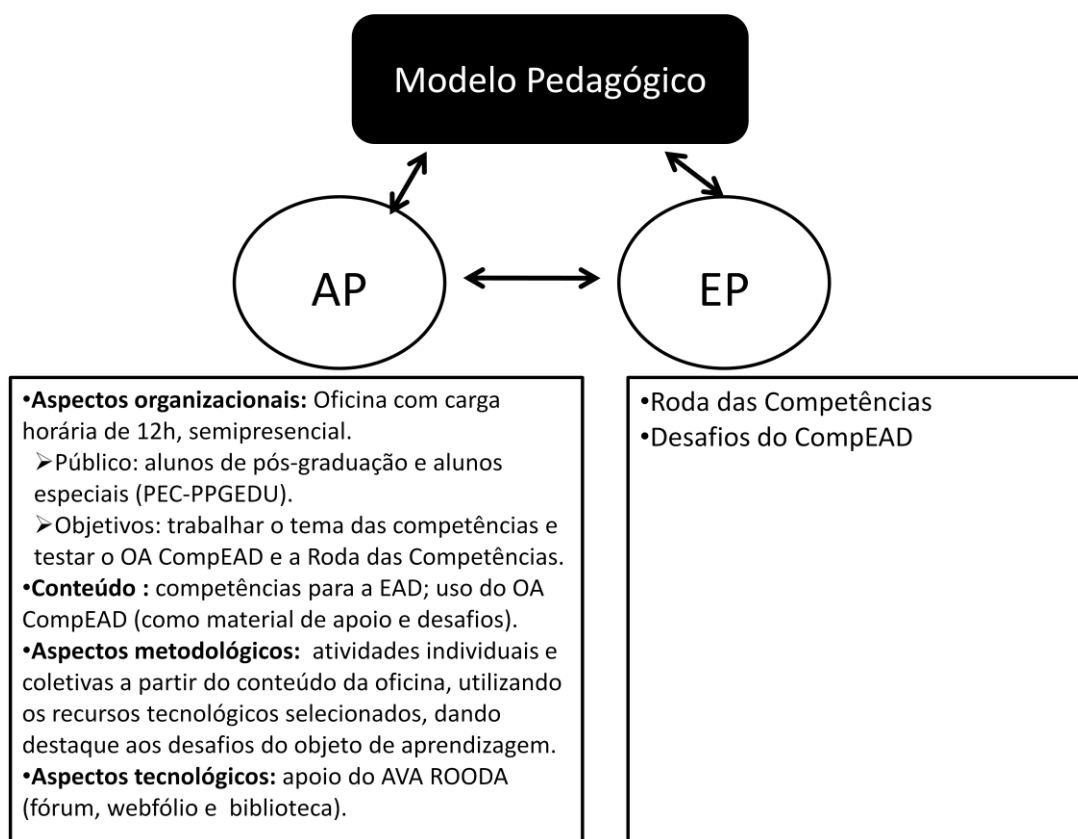 Modelo Pedagógico
AP
EP
•Aspectos organizacionais: Oficina com carga
horária de 12h, semipresencial.
➢Público: alunos de pós-graduação e alunos
especiais (PEC-PPGEDU).
➢Objetivos: trabalhar o tema das competências e
testar o OA CompEAD e a Roda das Competências.
•Conteúdo : competências para a EAD; uso do OA
CompEAD (como material de apoio e desafios).
•Aspectos metodológicos: atividades individuais e
coletivas a partir do conteúdo da oficina, utilizando
os recursos tecnológicos selecionados, dando
destaque aos desafios do objeto de aprendizagem.
•Aspectos tecnológicos: apoio do AVA ROODA
(fórum, webfólio e biblioteca).
•Roda das Competências
•Desafios do CompEAD